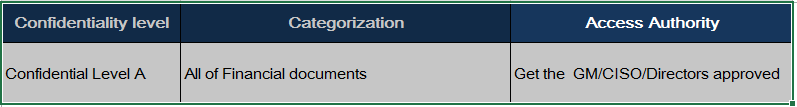 Confidentiality level Categorization Access Authority
Confidential Level A All of Financial documents Get the GM/CISO/Directors approved